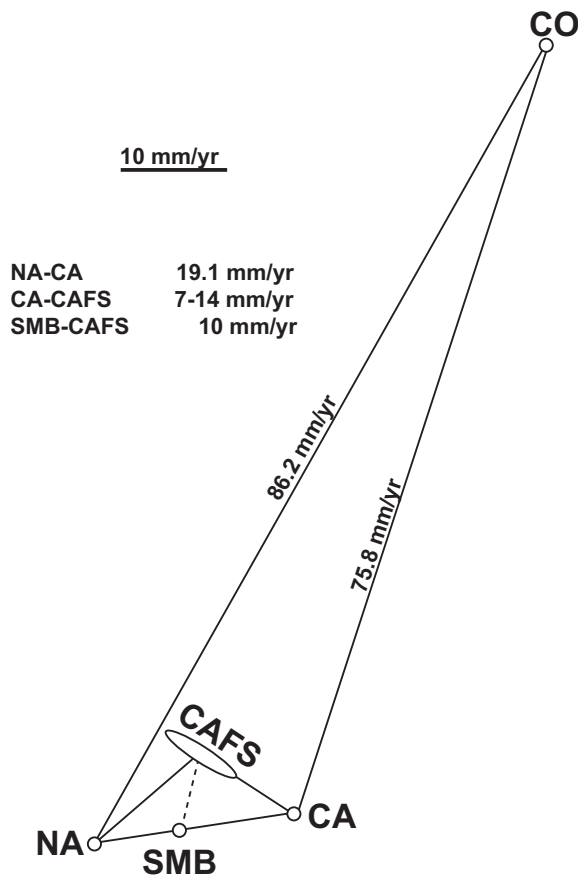 CO
10 mm/yr
NA-CA 19.1 mm/yr
CA-CAFS 7-14 mm/yr
SMB-CAFS 10 mm/yr
86.2 mm/yr
75.8 mm/yr
CAFS
CA
NA
SMB